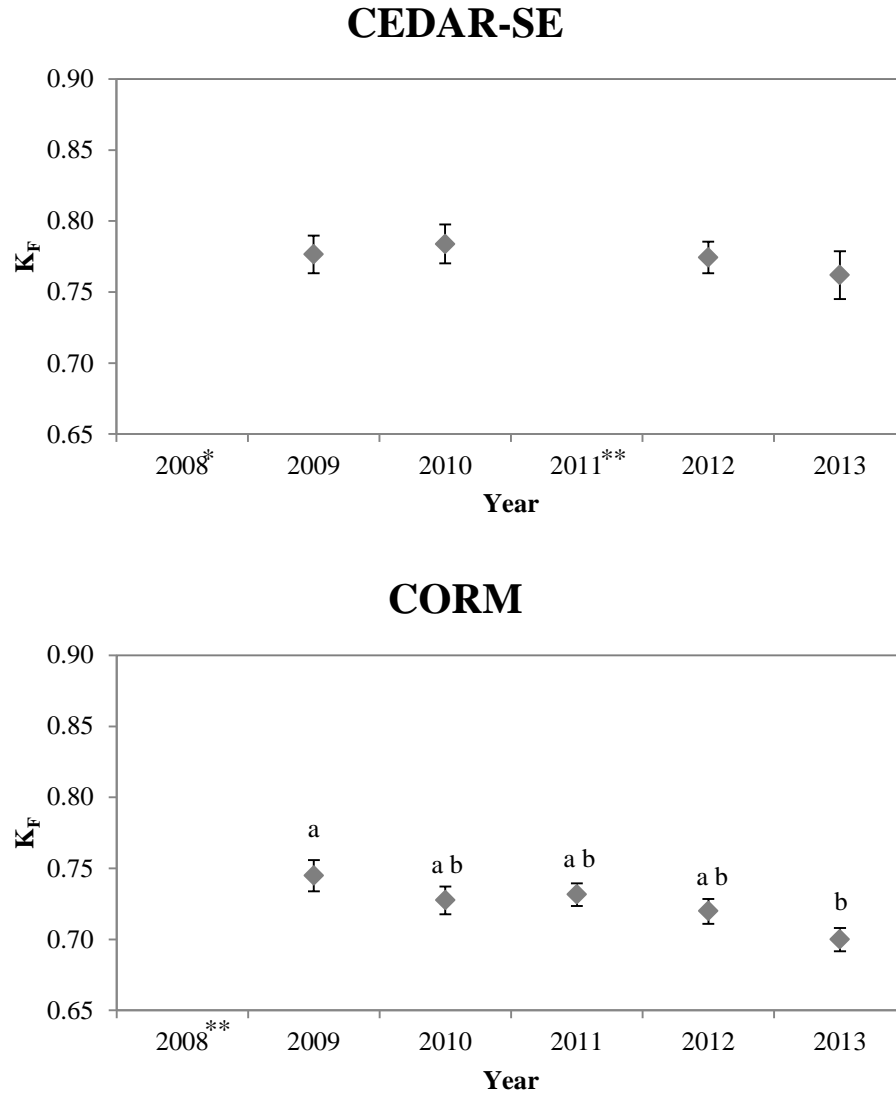 CEDAR-SE
0.90
0.85
0.80
0.75
0.70
0.65
K_F
2008* 2009 2010 2011** 2012 2013
Year
CORM
0.90
0.85
0.80
0.75
0.70
0.65
K_F
a
a b
a b
a b
b
2008** 2009 2010 2011 2012 2013
Year